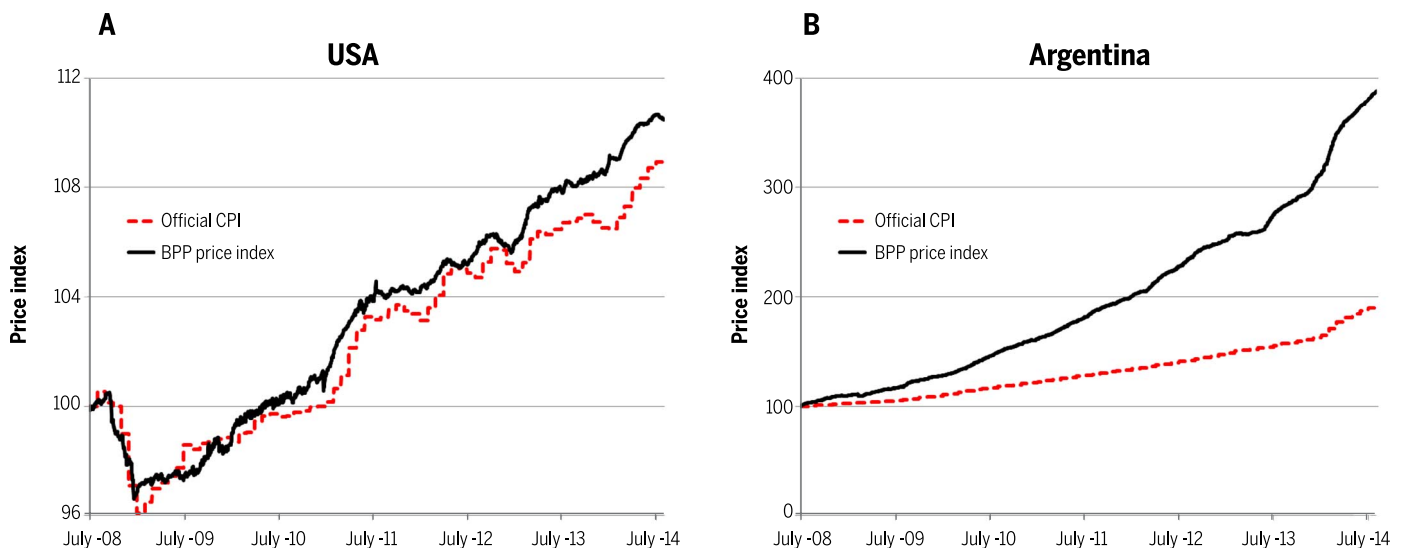 A
USA
Price index
112
108
104
100
96
Official CPI
BPP price index
July -08
July -09
July -10
July -11
July -12
July -13
July -14
B
Argentina
Price index
400
300
200
100
0
Official CPI
BPP price index
July -08
July -09
July -10
July -11
July -12
July -13
July -14